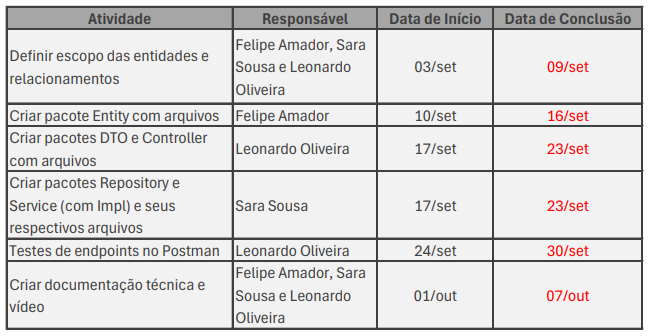 Atividade Responsável Data de Início Data de Conclusão
Definir escopo das entidades e relacionamentos Felipe Amador, Sara Sousa e Leonardo Oliveira 03/set 09/set
Criar pacote Entity com arquivos Felipe Amador 10/set 16/set
Criar pacotes DTO e Controller com arquivos Leonardo Oliveira 17/set 23/set
Criar pacotes Repository e Service (com Impl) e seus respectivos arquivos Sara Sousa 17/set 23/set
Testes de endpoints no Postman Leonardo Oliveira 24/set 30/set
Criar documentação técnica e vídeo Felipe Amador, Sara Sousa e Leonardo Oliveira 01/out 07/out